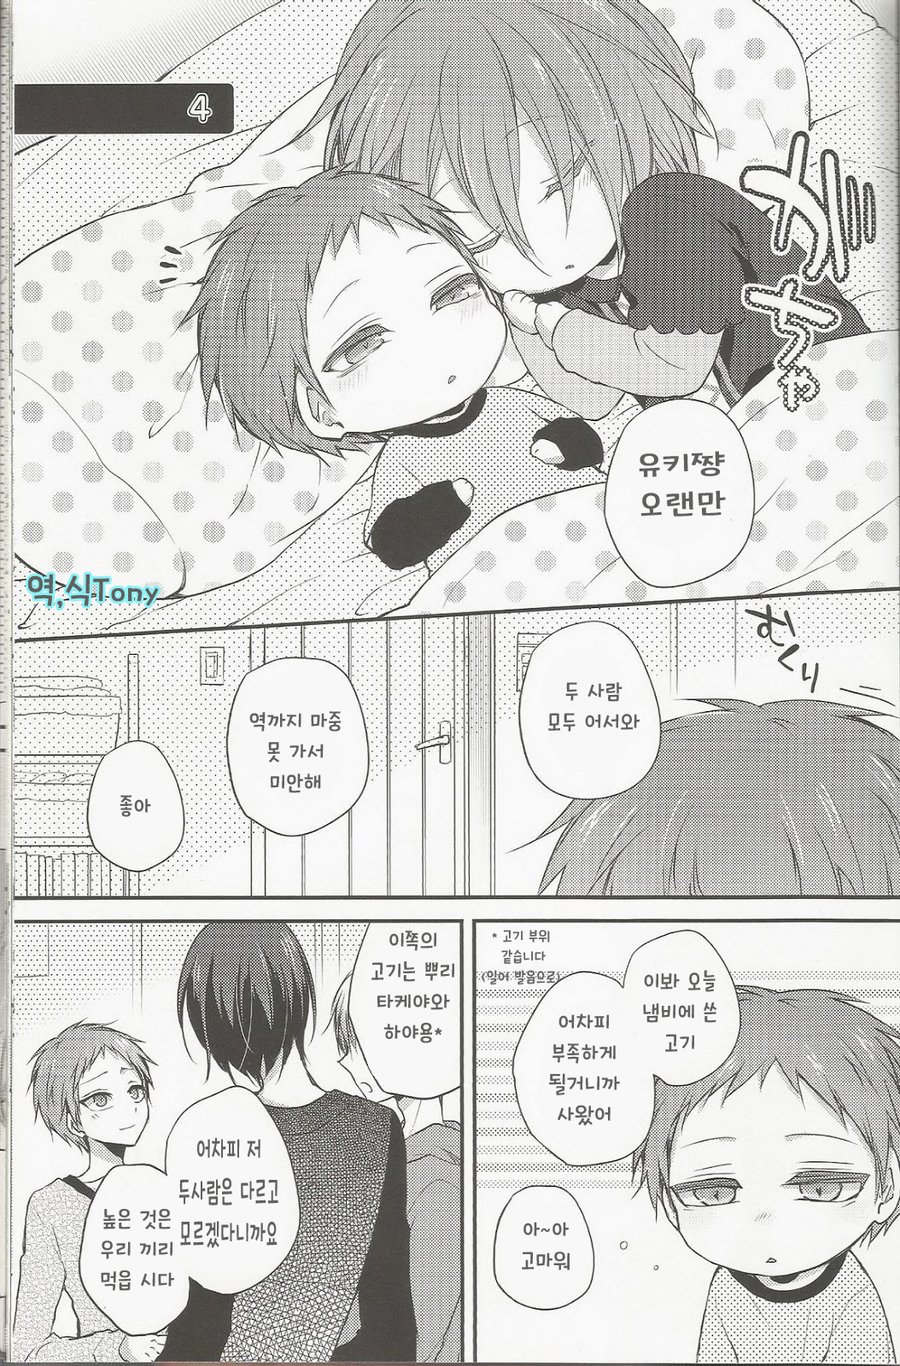 4
ガチャ
유키쨩
오랜만
역,식Tony
むくり
두 사람
모두 어서와
역까지 마중
못 가서
미안해
좋아
이봐 오늘
냄비에 쓴
고기
* 고기 부위
같습니다
(일어 발음으로)
어차피
부족하게
될거니까
사왔어
아~아
고마워
이쪽의
고기는 뿌리
타케야와
하야용*
어차피 저
두사람은 다르고
모르겠다니까요
높은 것은
우리 끼리
먹읍 시다